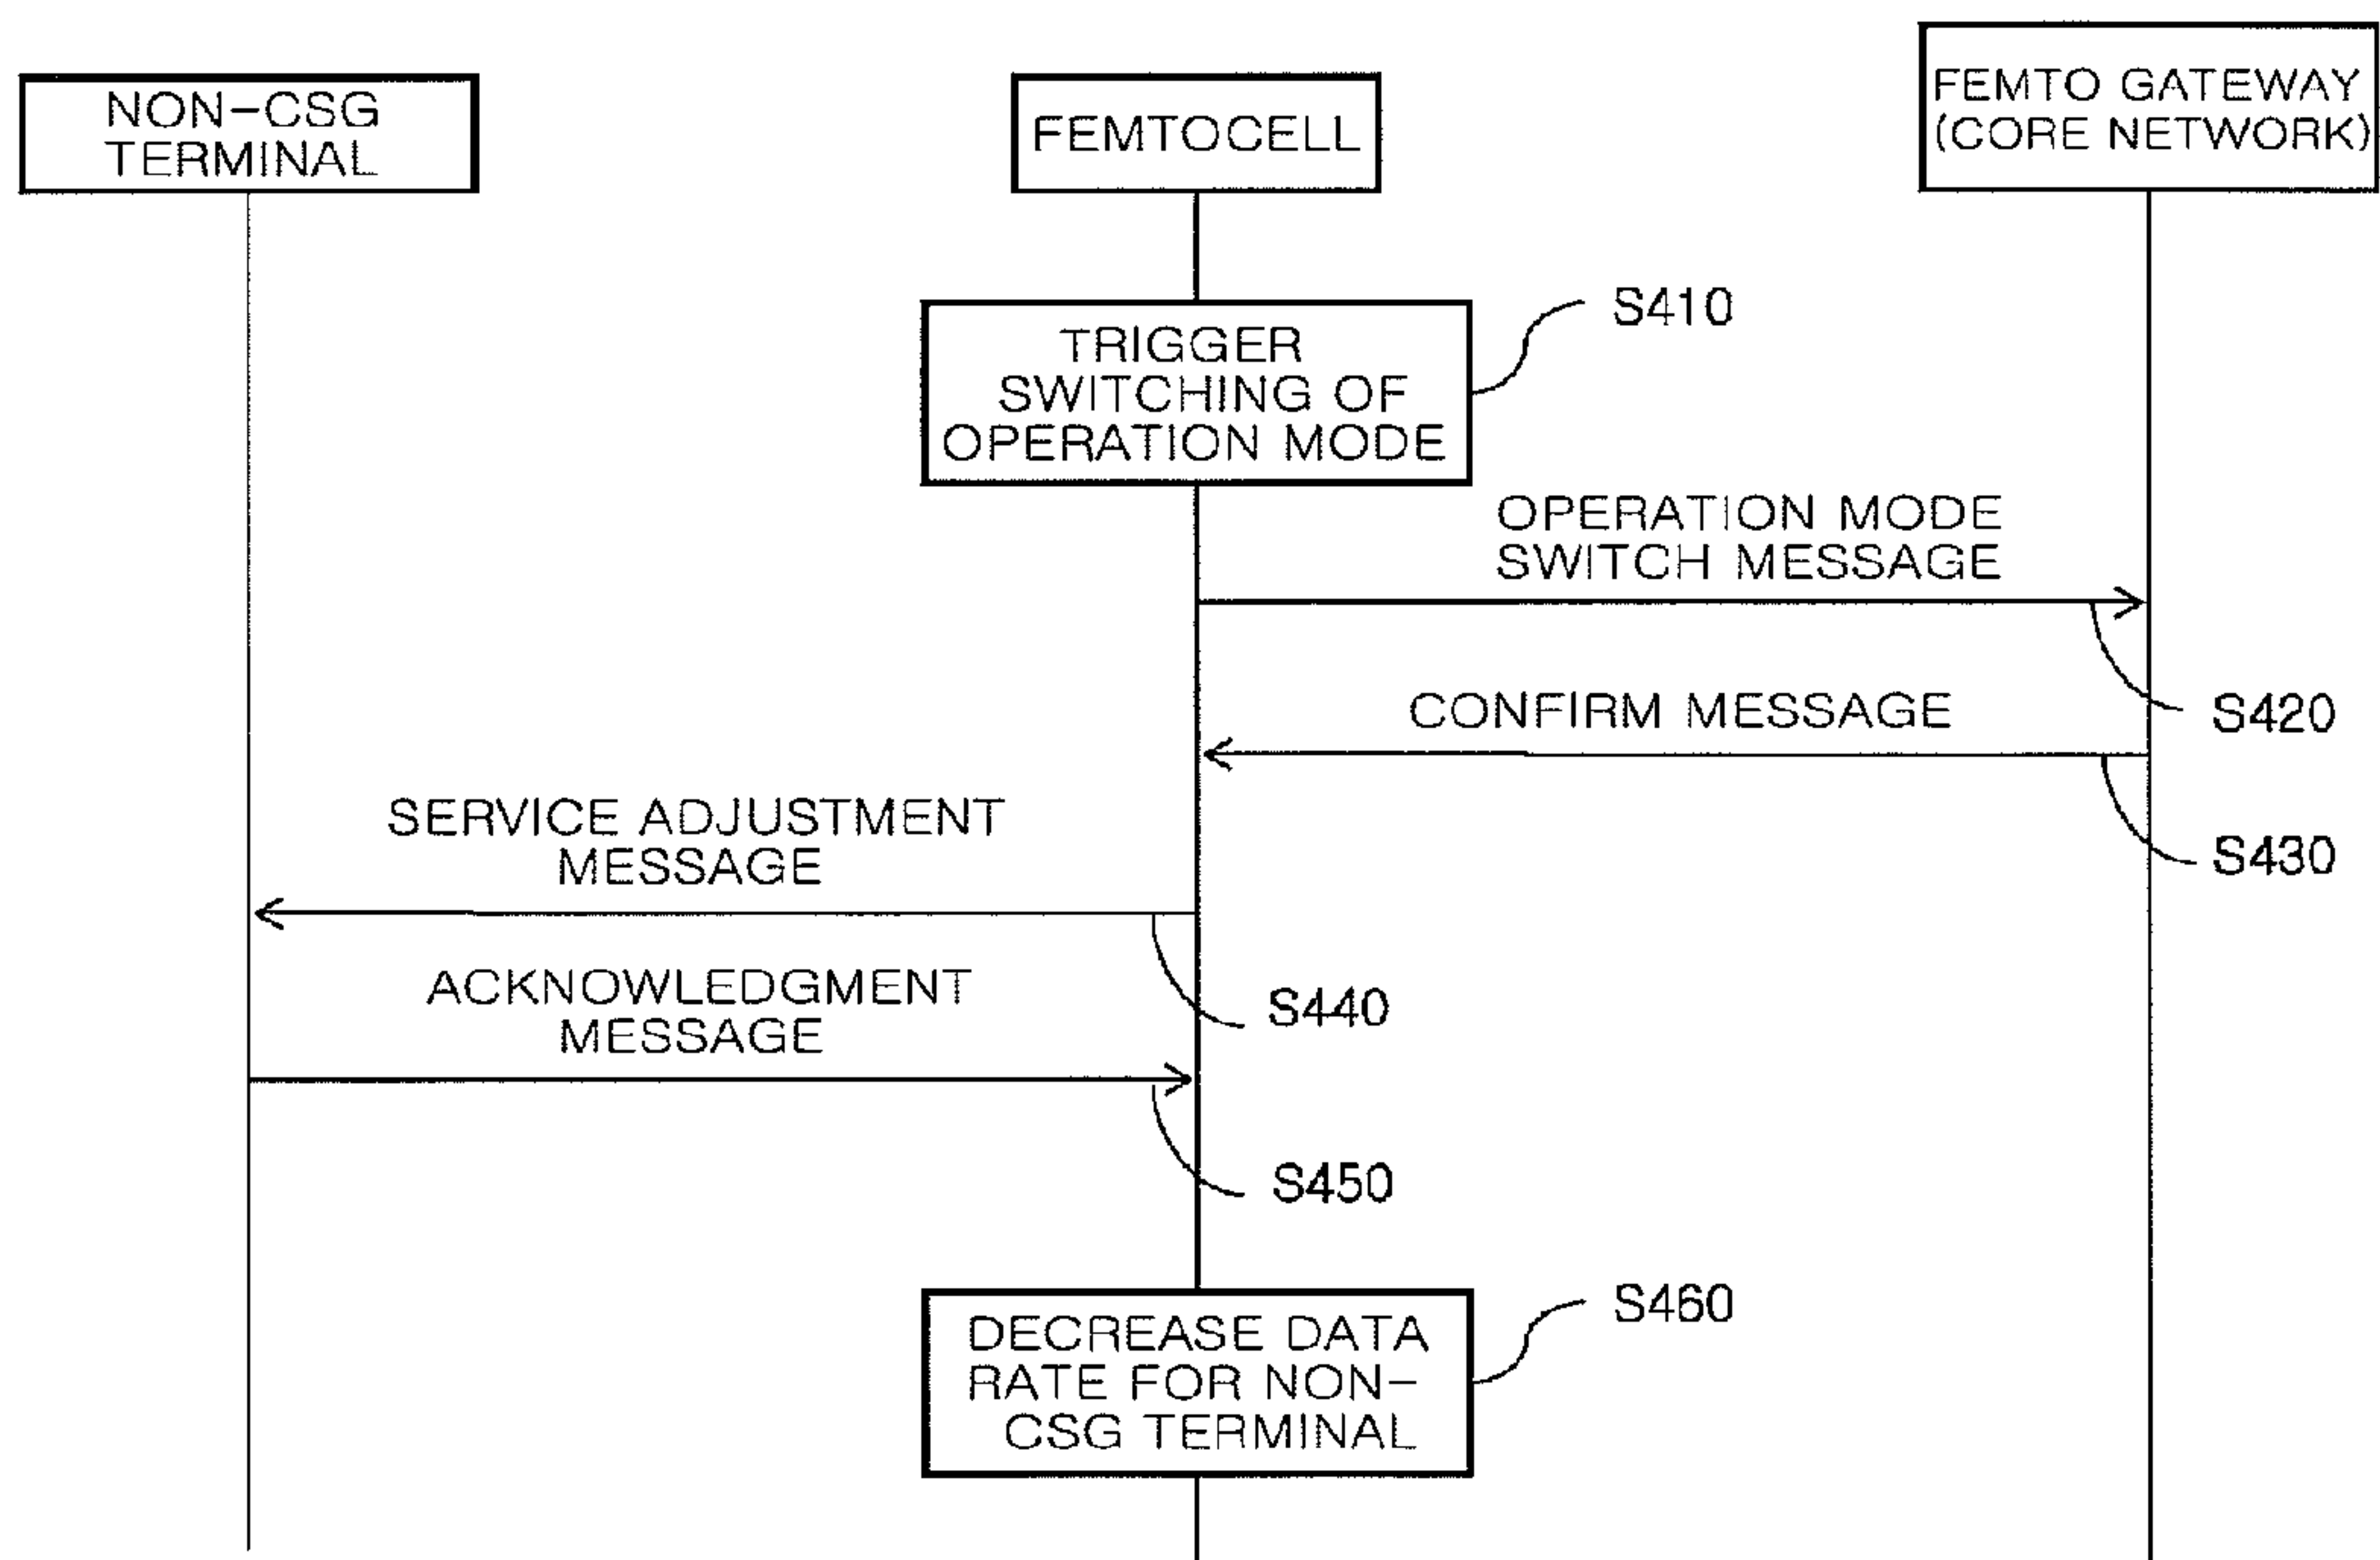 NON-CSG
TERMINAL
FEMTOCELL
FEMTO GATEWAY
(CORE NETWORK)
TRIGGER
SWITCHING OF
OPERATION MODE
S410
OPERATION MODE
SWITCH MESSAGE
S420
CONFIRM MESSAGE
S430
SERVICE ADJUSTMENT
MESSAGE
S440
ACKNOWLEDGMENT
MESSAGE
S450
DECREASE DATA
RATE FOR NON-
CSG TERMINAL
S460